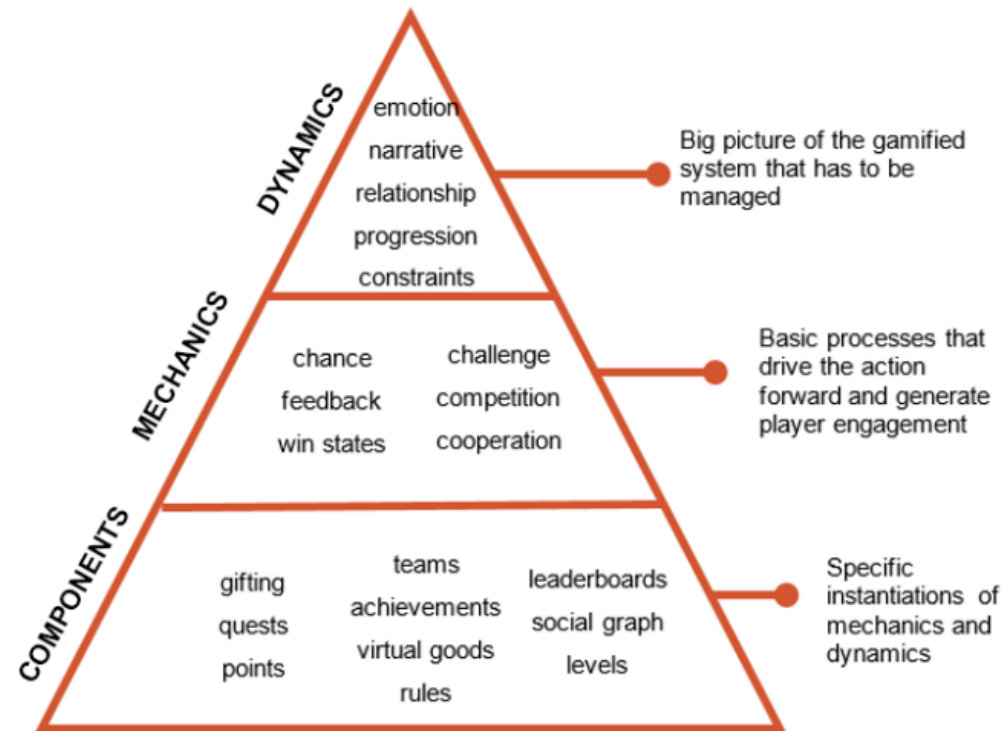 DYNAMICS
emotion
narrative
relationship
progression
constraints
Big picture of the gamified
system that has to be
managed
MECHANICS
chance
feedback
win states
challenge
competition
cooperation
Basic processes that
drive the action
forward and generate
player engagement
COMPONENTS
gifting
quests
points
teams
achievements
virtual goods
rules
leaderboards
social graph
levels
Specific
instantiations of
mechanics and
dynamics